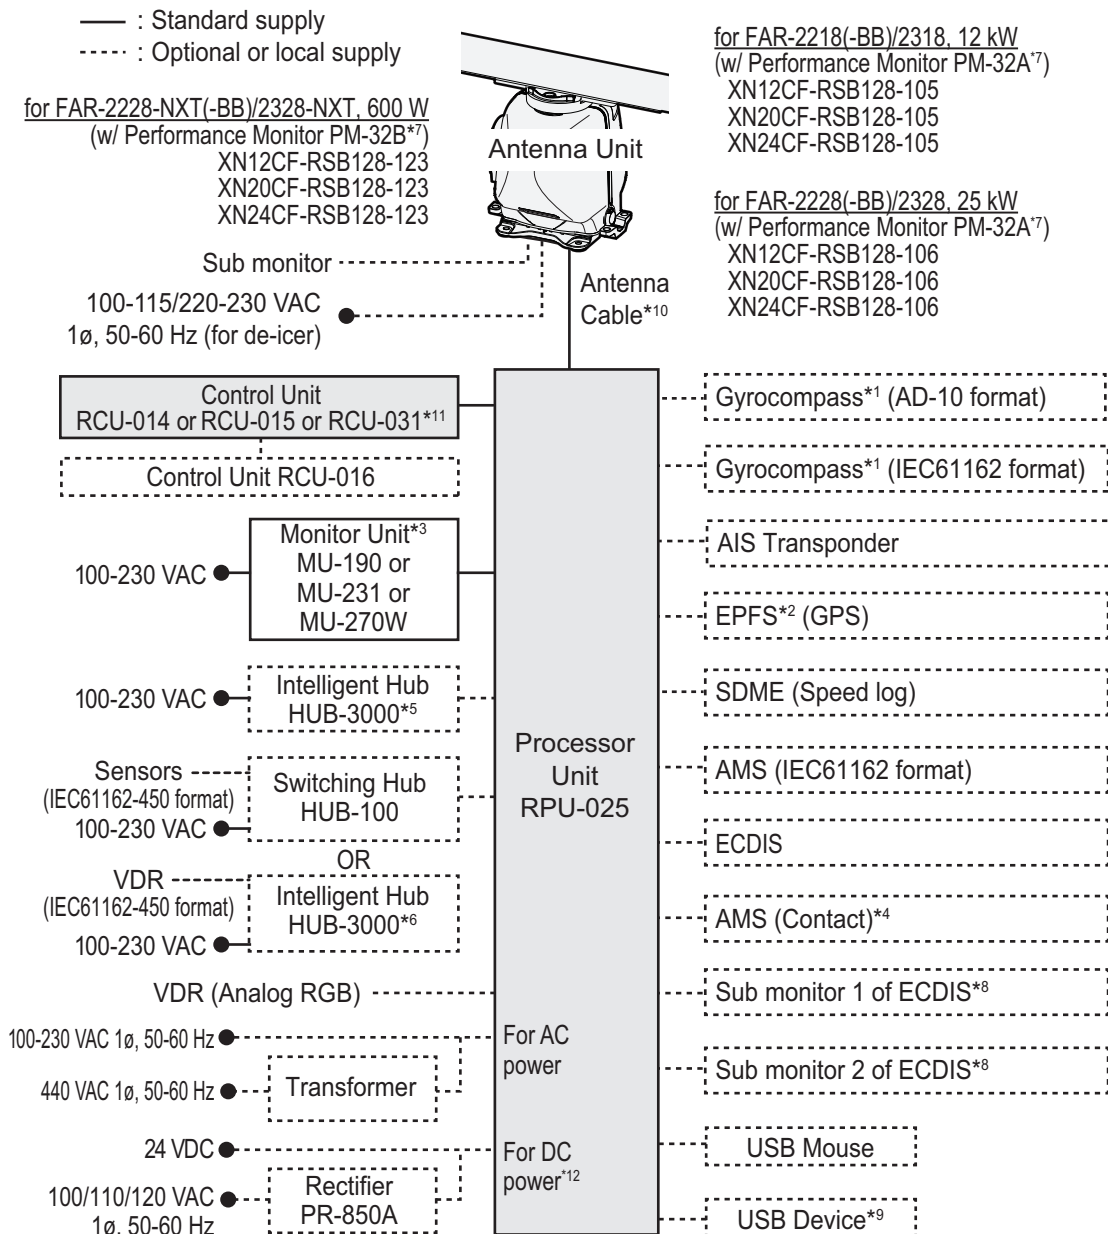 : Standard supply
: Optional or local supply
for FAR-2228-NXT(-BB)/2328-NXT, 600 W
(w/ Performance Monitor PM-32B*7)
XN12CF-RSB128-123
XN20CF-RSB128-123
XN24CF-RSB128-123
Antenna Unit
for FAR-2218(-BB)/2318, 12 kW
(w/ Performance Monitor PM-32A*7)
XN12CF-RSB128-105
XN20CF-RSB128-105
XN24CF-RSB128-105
for FAR-2228(-BB)/2328, 25 kW
(w/ Performance Monitor PM-32A*7)
XN12CF-RSB128-106
XN20CF-RSB128-106
XN24CF-RSB128-106
Sub monitor
100-115/220-230 VAC
1ø, 50-60 Hz (for de-icer)
Antenna
Cable*10
Control Unit
RCU-014 or RCU-015 or RCU-031*11
Control Unit RCU-016
Monitor Unit*3
MU-190 or
MU-231 or
MU-270W
100-230 VAC
Intelligent Hub
HUB-3000*5
100-230 VAC
Sensors
(IEC61162-450 format)
100-230 VAC
Switching Hub
HUB-100
OR
VDR
(IEC61162-450 format)
100-230 VAC
Intelligent Hub
HUB-3000*6
VDR (Analog RGB)
100-230 VAC 1ø, 50-60 Hz
440 VAC 1ø, 50-60 Hz
Transformer
24 VDC
100/110/120 VAC
1ø, 50-60 Hz
Rectifier
PR-850A
Processor
Unit
RPU-025
For AC
power
For DC
power*12
Gyrocompass*1 (AD-10 format)
Gyrocompass*1 (IEC61162 format)
AIS Transponder
EPFS*2 (GPS)
SDME (Speed log)
AMS (IEC61162 format)
ECDIS
AMS (Contact)*4
Sub monitor 1 of ECDIS*8
Sub monitor 2 of ECDIS*8
USB Mouse
USB Device*9